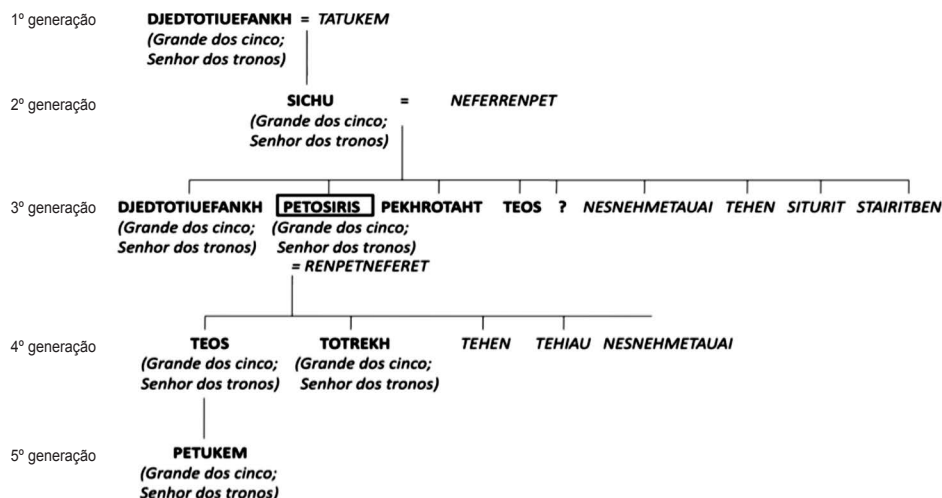 1º generação DJEDTOTIUEFANKH = TATUKEM
(Grande dos cinco;
Senhor dos tronos)
2º generação SICHU = NEFERRENPET
(Grande dos cinco;
Senhor dos tronos)
3º generação DJEDTOTIUEFANKH PETOSIRIS PEKHROTAHT TEOS ? NESNEHMETAUAI TEHEN SITURIT STAIRITBEN
(Grande dos cinco; (Grande dos cinco;
Senhor dos tronos) Senhor dos tronos)
= RENPETNEFERET
4º generação TEOS TOTREKH TEHEN TEHIAU NESNEHMETAUAI
(Grande dos cinco; (Grande dos cinco;
Senhor dos tronos) Senhor dos tronos)
5º generação PETUKEM
(Grande dos cinco;
Senhor dos tronos)